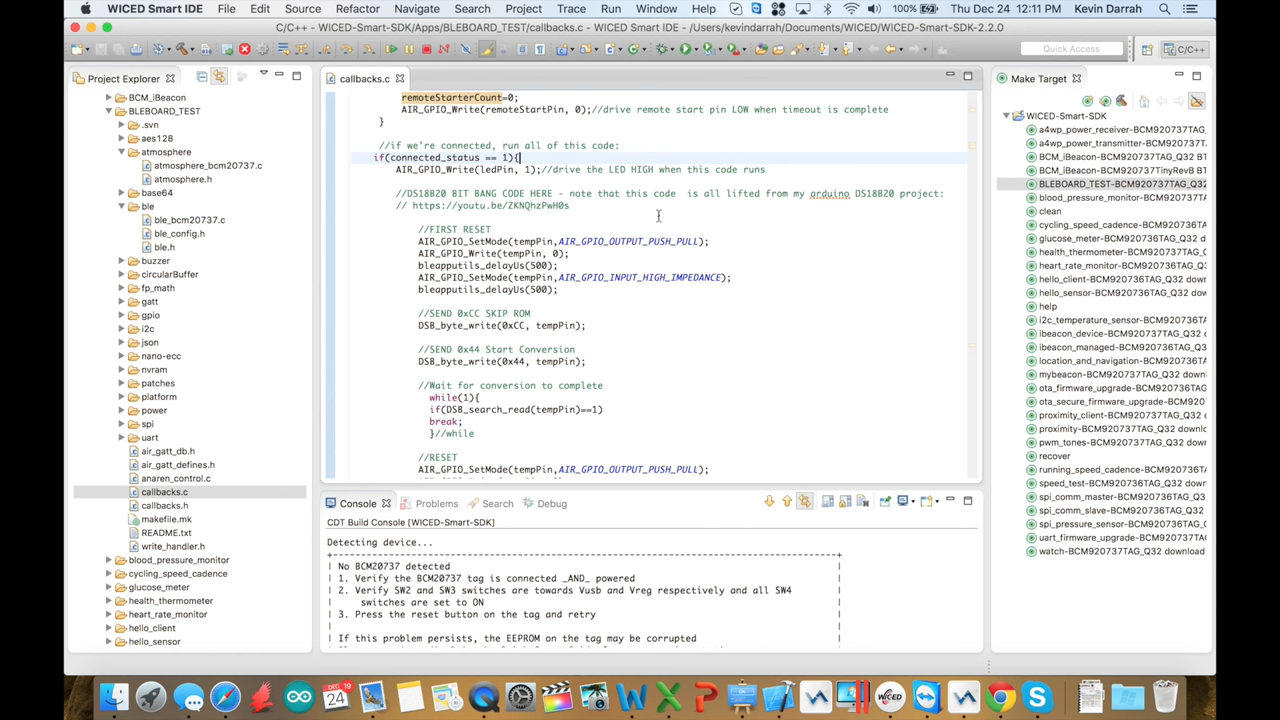 WICED Smart IDE File Edit Source Refactor Navigate Search Project Trace Run Window Help 100% Thu Dec 24 12:11 PM Kevin Darrah
C/C++ - WICED-Smart-SDK/Apps/BLEBOARD_TEST/callbacks.c - WICED Smart IDE - /Users/kevindarrah/Documents/WICED/WICED-Smart-SDK-2.2.0
Quick Access
C/C++
Project Explorer
BCM_iBeacon
BLEBOARD_TEST
.svn
aes128
atmosphere
atmosphere_bcm20737.c
atmosphere.h
base64
ble
ble_bcm20737.c
ble_config.h
ble.h
buzzer
circularBuffer
fp_math
gatt
gpio
i2c
json
nano-ecc
nvram
patches
platform
power
spi
uart
air_gatt_db.h
air_gatt_defines.h
anaren_control.c
callbacks.c
callbacks.h
makefile.mk
README.txt
write_handler.h
blood_pressure_monitor
cycling_speed_cadence
glucose_meter
health_thermometer
heart_rate_monitor
hello_client
hello_sensor
callbacks.c
remoteStarterCount=0;
AIR_GPIO_Write(remoteStartPin, 0);//drive remote start pin LOW when timeout is complete
}
//if we're connected, run all of this code:
if(connected_status == 1){
AIR_GPIO_Write(ledPin, 1);//drive the LED HIGH when this code runs
//DS18B20 BIT BANG CODE HERE - note that this code  is all lifted from my arduino DS18B20 project:
// https://youtu.be/ZKNQhzPwH0s
//FIRST RESET
AIR_GPIO_SetMode(tempPin,AIR_GPIO_OUTPUT_PUSH_PULL);
AIR_GPIO_Write(tempPin, 0);
bleapputils_delayUs(500);
AIR_GPIO_SetMode(tempPin,AIR_GPIO_INPUT_HIGH_IMPEDANCE);
bleapputils_delayUs(500);
//SEND 0xCC SKIP ROM
DSB_byte_write(0xCC, tempPin);
//SEND 0x44 Start Conversion
DSB_byte_write(0x44, tempPin);
//Wait for conversion to complete
while(1){
if(DSB_search_read(tempPin)==1)
break;
}//while
//RESET
AIR_GPIO_SetMode(tempPin,AIR_GPIO_OUTPUT_PUSH_PULL);
Console Problems Search Debug
CDT Build Console [WICED-Smart-SDK]
Detecting device...
+-----------------------------------------------------------------------------+
| No BCM20737 detected |
| 1. Verify the BCM20737 tag is connected _AND_ powered |
| 2. Verify SW2 and SW3 switches are towards Vusb and Vreg respectively and all SW4 |
| switches are set to ON |
| 3. Press the reset button on the tag and retry |
| |
| If this problem persists, the EEPROM on the tag may be corrupted |
Make Target
WICED-Smart-SDK
a4wp_power_receiver-BCM920736
a4wp_power_transmitter-BCM920
BCM_iBeacon-BCM920737TAG_Q32
BCM_iBeacon-BCM920737TinyRevB B
BLEBOARD_TEST-BCM920737TAG_Q32
blood_pressure_monitor-BCM9207
clean
cycling_speed_cadence-BCM92073
glucose_meter-BCM920736TAG_Q32
health_thermometer-BCM920736TA
heart_rate_monitor-BCM920736TAG
hello_client-BCM920736TAG_Q32 d
hello_sensor-BCM920737TAG_Q32
help
i2c_temperature_sensor-BCM92073
ibeacon_device-BCM920737TAG_Q3
ibeacon_managed-BCM920736TAG
location_and_navigation-BCM9207
mybeacon-BCM920736TAG_Q32 do
ota_firmware_upgrade-BCM920737
ota_secure_firmware_upgrade-BC
proximity_client-BCM920736TAG_Q
proximity-BCM920737TAG_Q32 down
pwm_tones-BCM920737TAG_Q32 d
recover
running_speed_cadence-BCM9207
speed_test-BCM920737TAG_Q32 do
spi_comm_master-BCM920736TAG
spi_comm_slave-BCM920736TAG_Q
spi_pressure_sensor-BCM920737TA
uart_firmware_upgrade-BCM92073
watch-BCM920737TAG_Q32 download